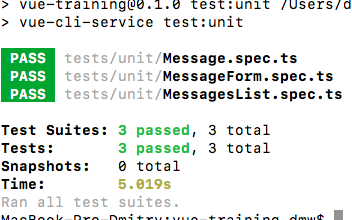 > vue-training@0.1.0 test:unit /Users/d
> vue-cli-service test:unit
PASS tests/unit/Message.spec.ts
PASS tests/unit/MessageForm.spec.ts
PASS tests/unit/MessagesList.spec.ts
Test Suites: 3 passed, 3 total
Tests: 3 passed, 3 total
Snapshots: 0 total
Time: 5.019s
Ran all test suites.
MacBook-Pro-Dmitry:vue-training dmw$